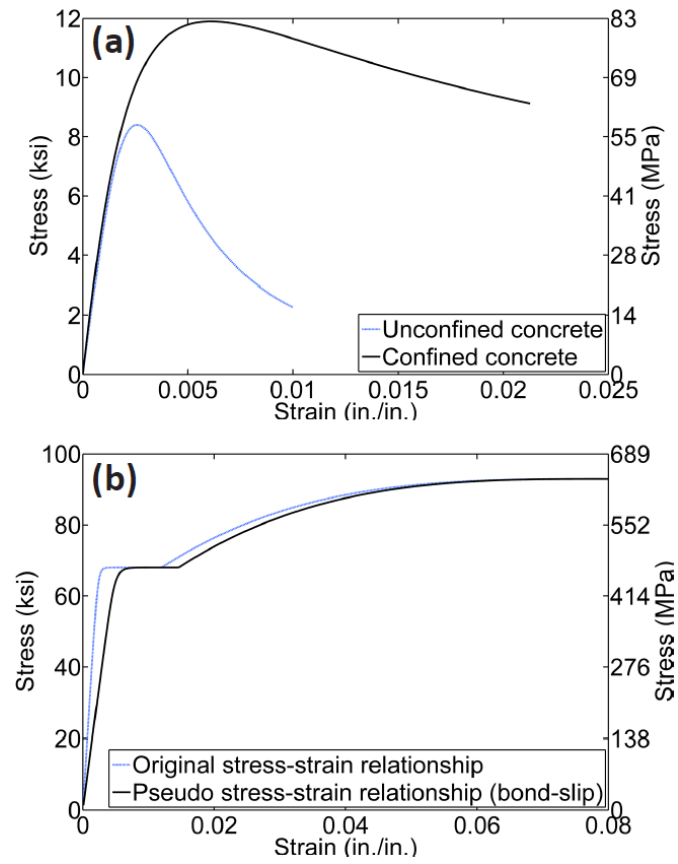 (a)
12
10
8
6
4
2
0
Stress (ksi)
83
69
55
41
28
14
0
Stress (MPa)
Unconfined concrete
Confined concrete
0 0.005 0.01 0.015 0.02 0.025
Strain (in./in.)
(b)
100
80
60
40
20
0
Stress (ksi)
689
552
414
276
138
0
Stress (MPa)
Original stress-strain relationship
Pseudo stress-strain relationship (bond-slip)
0 0.02 0.04 0.06 0.08
Strain (in./in.)